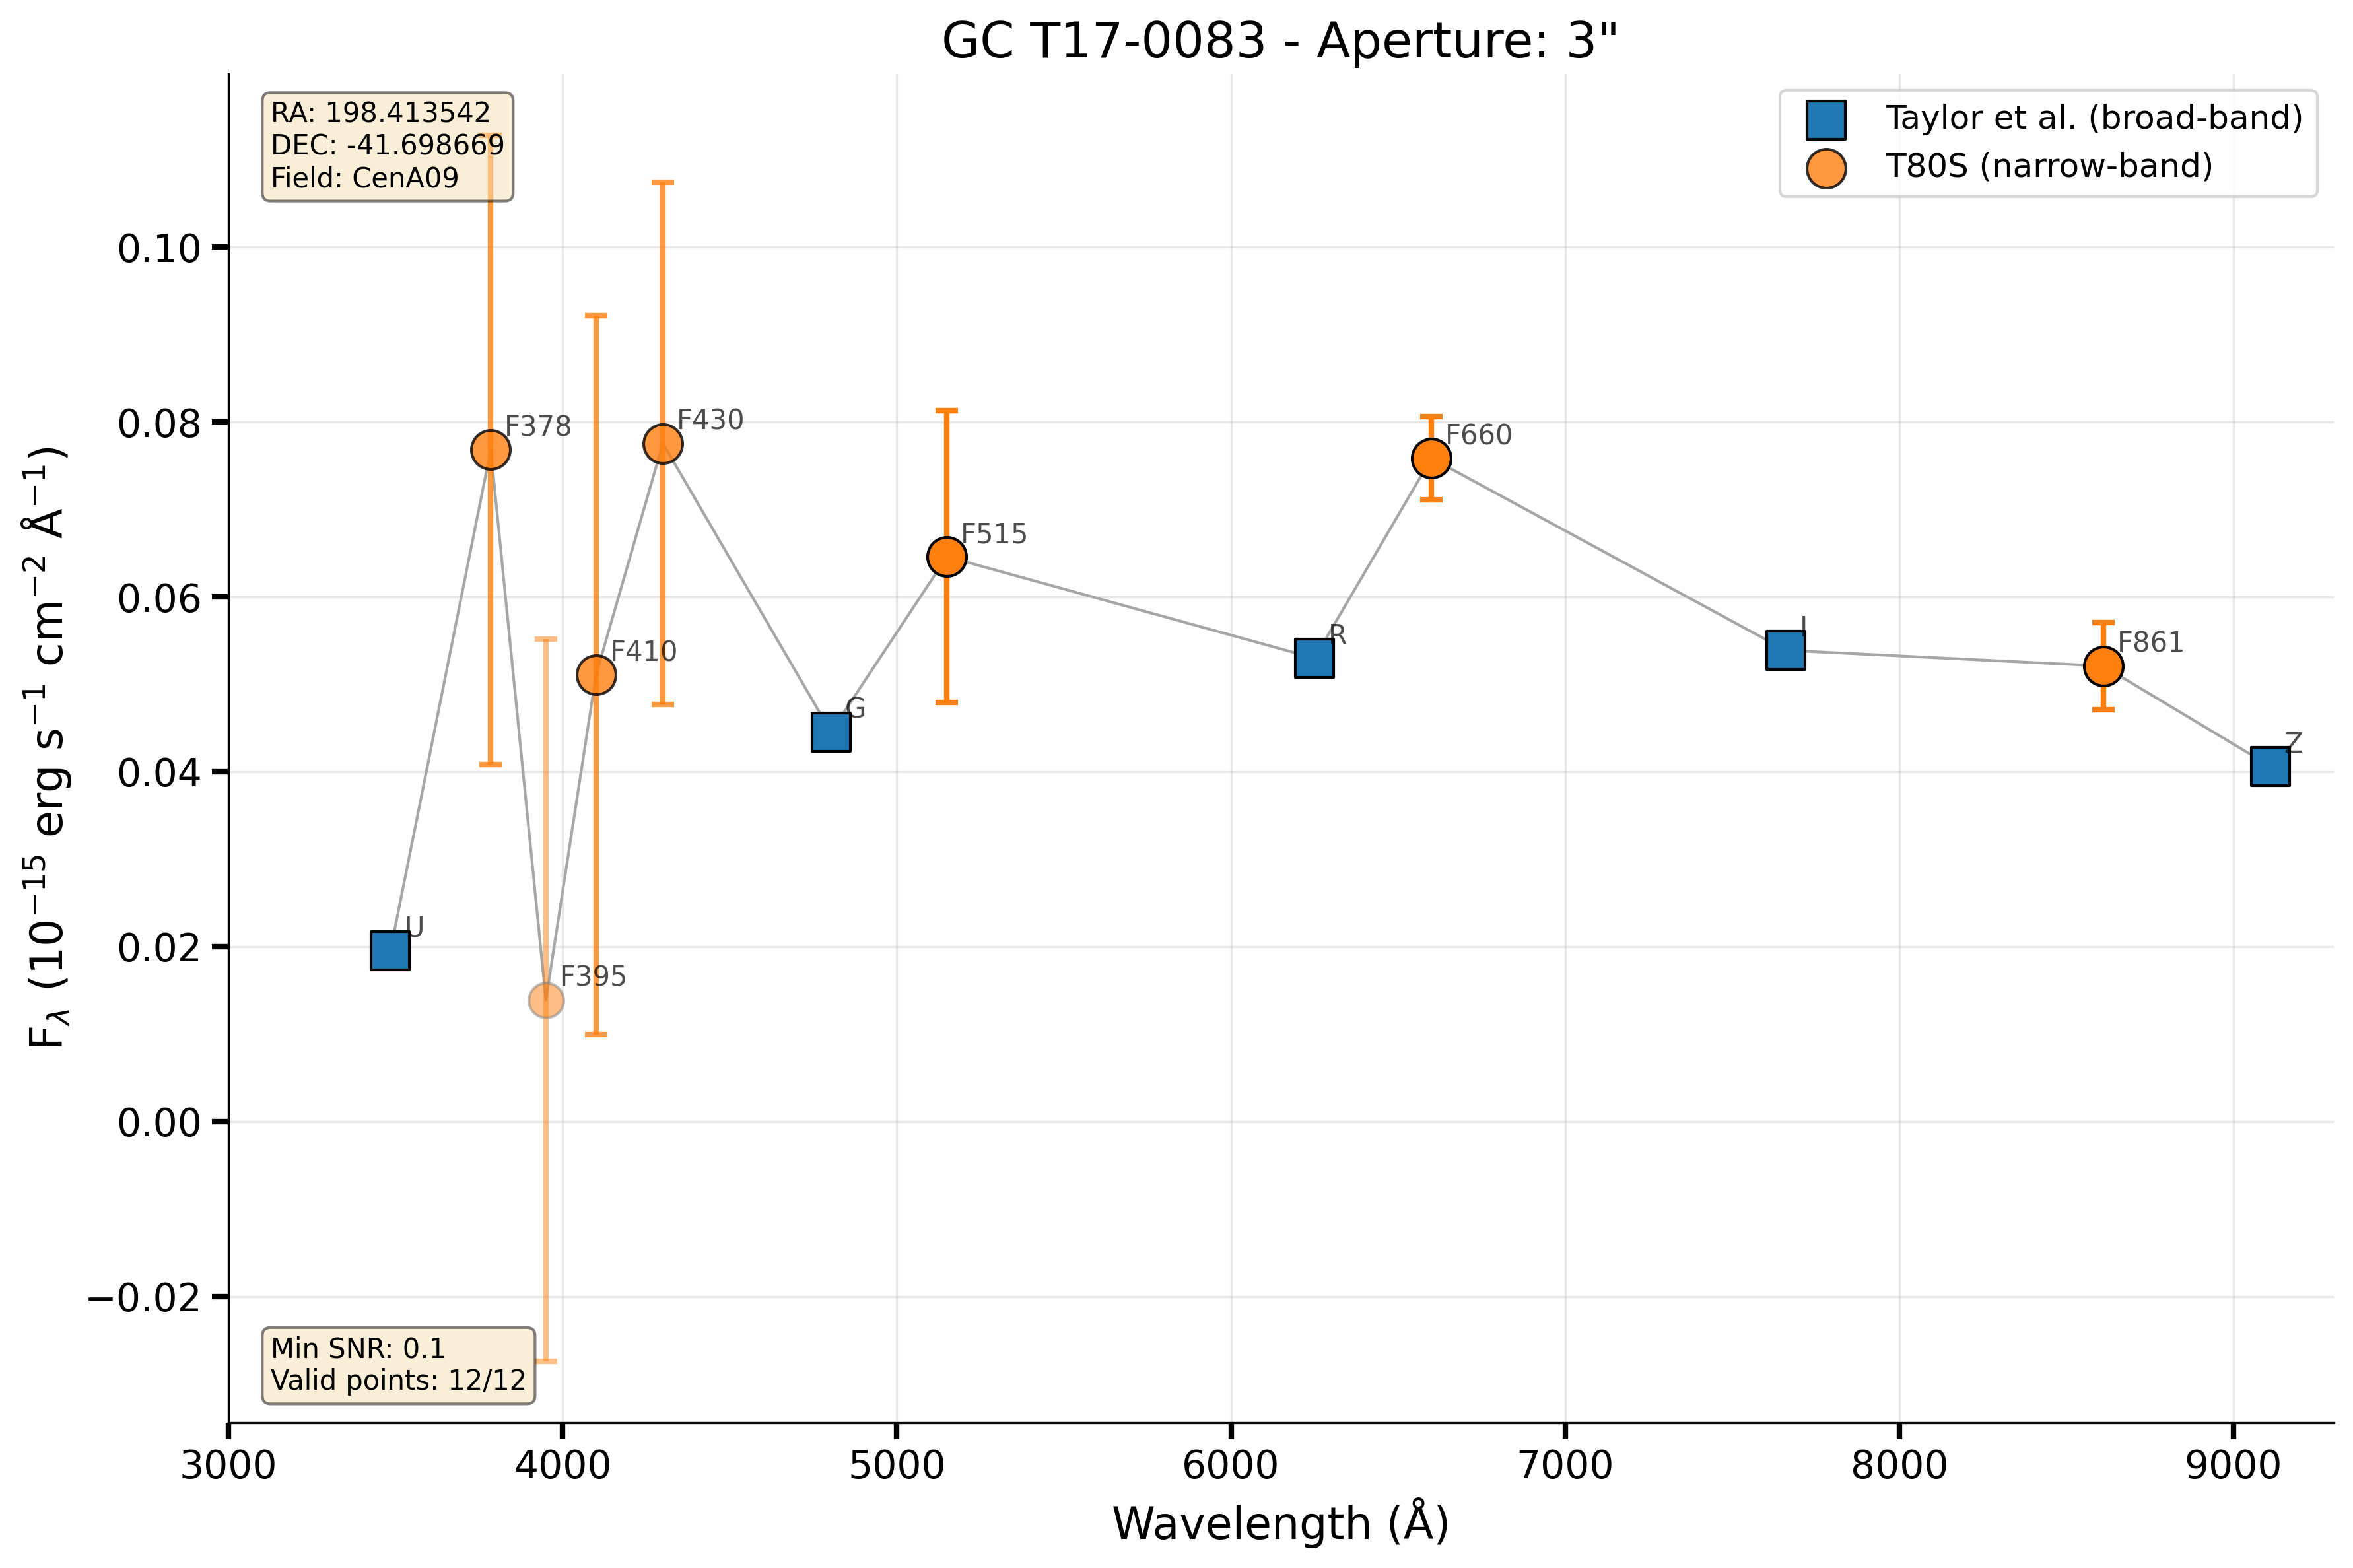 GC T17-0083 - Aperture: 3"
RA: 198.413542
DEC: -41.698669
Field: CenA09
Taylor et al. (broad-band)
T80S (narrow-band)
F$_\lambda$ (10$^{-15}$ erg s$^{-1}$ cm$^{-2}$ Å$^{-1}$)
0.10
0.08
0.06
0.04
0.02
0.00
−0.02
F378
F430
F660
F515
F410
R
I
F861
G
Z
U
F395
Min SNR: 0.1
Valid points: 12/12
3000 4000 5000 6000 7000 8000 9000
Wavelength (Å)